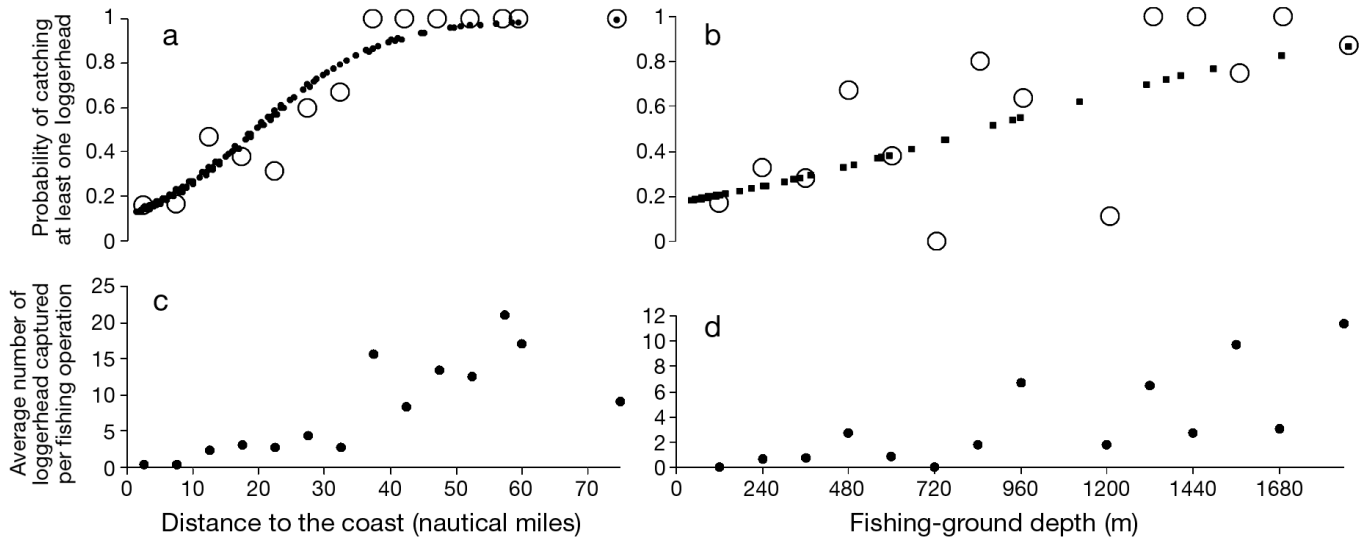 a
Probability of catching
at least one loggerhead
1
0.8
0.6
0.4
0.2
0
b
1
0.8
0.6
0.4
0.2
0
c
Average number of
loggerhead captured
per fishing operation
25
20
15
10
5
0
0 10 20 30 40 50 60 70
Distance to the coast (nautical miles)
d
12
10
8
6
4
2
0
0 240 480 720 960 1200 1440 1680
Fishing-ground depth (m)